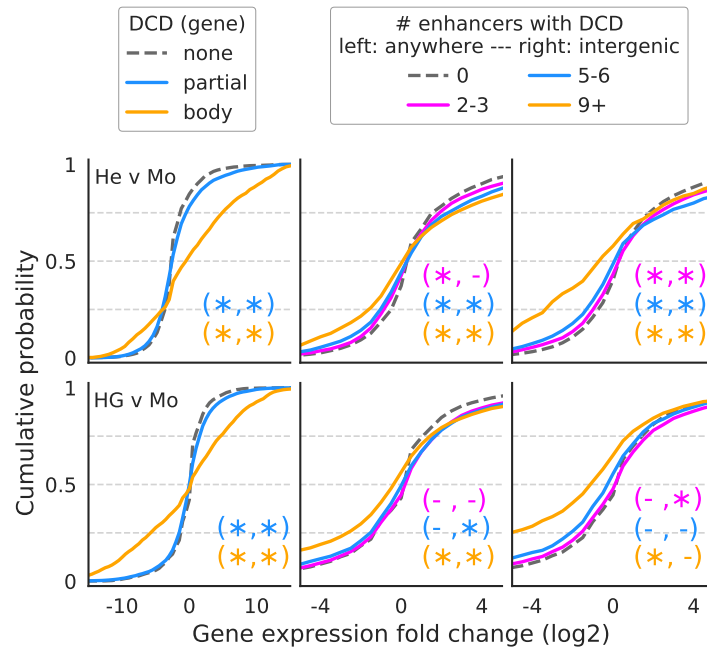 DCD (gene)
none
partial
body
# enhancers with DCD
left: anywhere --- right: intergenic
0
5-6
2-3
9+
Cumulative probability
1
0.5
0
He v Mo
(∗,∗)
(∗,∗)
(∗, -)
(∗,∗)
(∗,∗)
(∗,∗)
(∗,∗)
(∗,∗)
1
0.5
0
HG v Mo
(∗,∗)
(∗,∗)
(- , -)
(- ,∗)
(∗,∗)
(- ,∗)
(- , -)
(∗, -)
-10
0
10
-4
0
4
-4
0
4
Gene expression fold change (log2)